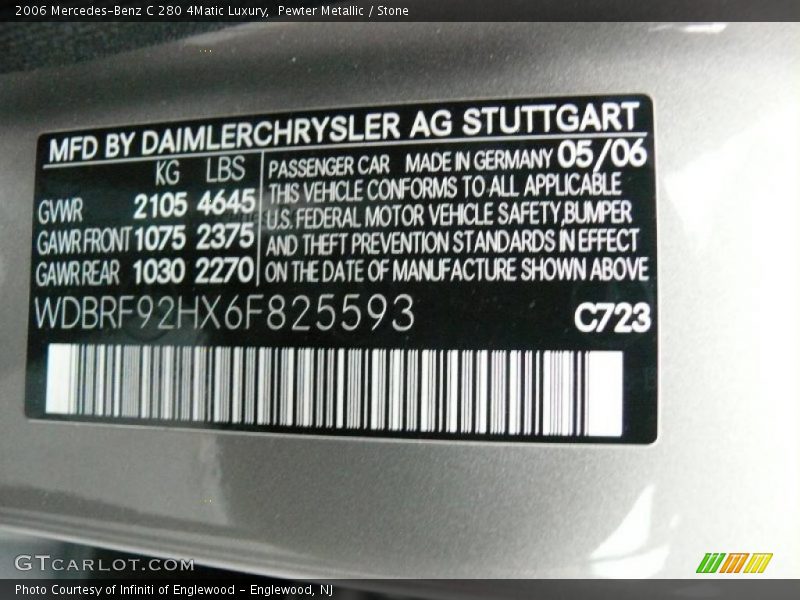 2006 Mercedes-Benz C 280 4Matic Luxury, Pewter Metallic / Stone
MFD BY DAIMLERCHRYSLER AG STUTTGART
KG LBS
GVWR 2105 4645
GAWR FRONT 1075 2375
GAWR REAR 1030 2270
PASSENGER CAR MADE IN GERMANY 05/06
THIS VEHICLE CONFORMS TO ALL APPLICABLE
U.S. FEDERAL MOTOR VEHICLE SAFETY,BUMPER
AND THEFT PREVENTION STANDARDS IN EFFECT
ON THE DATE OF MANUFACTURE SHOWN ABOVE
WDBRF92HX6F825593 C723
GTCARLOT.COM
Photo Courtesy of Infiniti of Englewood - Englewood, NJ